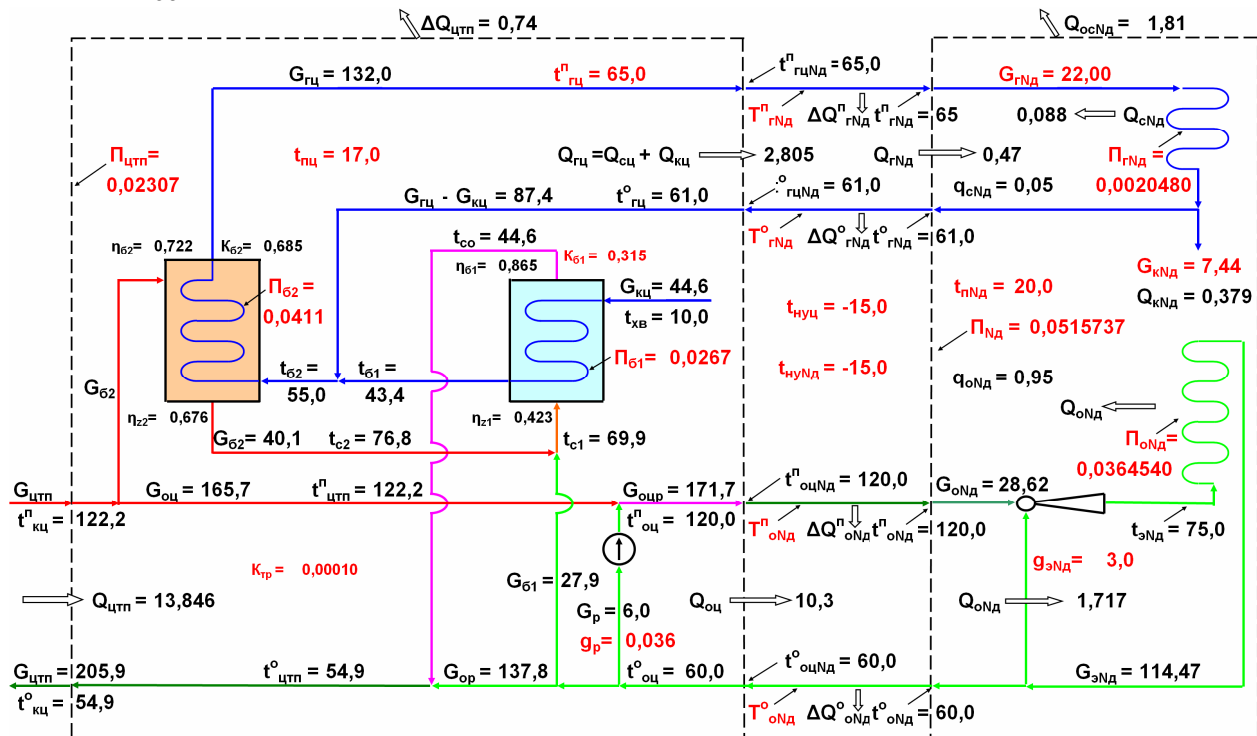 ΔQцтп = 0,74
QосNд = 1,81
Gгц = 132,0
tпгц = 65,0
tпгцNд =65,0
GгNд = 22,00
TпгNд
ΔQпгNд
tпгNд= 65
0,088
QсNд
Пцтп=
0,02307
tпц = 17,0
Qгц =Qсц + Qкц
2,805
QгNд
0,47
ПгNд =
0,0020480
Gгц - Gкц = 87,4
tогц = 61,0
:огцNд = 61,0
qсNд = 0,05
TогNд
ΔQогNд
tогNд=
61,0
ηб2= 0,722
Kб2= 0,685
tсо = 44,6
ηб1= 0,865
Kб1= 0,315
GкNд = 7,44
QкNд = 0,379
Пб2 =
0,0411
Gкц = 44,6
tхв = 10,0
tнуц = -15,0
tпNд = 20,0
ПNд = 0,0515737
Пб1= 0,0267
tнуNд = -15,0
Gб2
tб2 =
55,0
tб1=
43,4
qоNд = 0,95
QоNд
ηz2= 0,676
ηz1= 0,423
Gб2= 40,1
tс2 = 76,8
tс1= 69,9
ПоNд=
0,0364540
Gцтп
Gоц = 165,7
tпцтп= 122,2
Gоцр =171,7
tпоцNд = 120,0
GоNд = 28,62
tпкц = 122,2
tпоц = 120,0
TпоNд
ΔQпоNд
tпоNд= 120,0
tэNд = 75,0
Kтр = 0,00010
gэNд= 3,0
Gб1= 27,9
Qцтп = 13,846
Gр = 6,0
Qоц
10,3
QоNд
1,717
gр= 0,036
Gцтп = 205,9
tоцтп = 54,9
Gор= 137,8
tооц = 60,0
tооцNд = 60,0
GэNд = 114,47
tокц = 54,9
TооNд
ΔQооNд
tооNд= 60,0